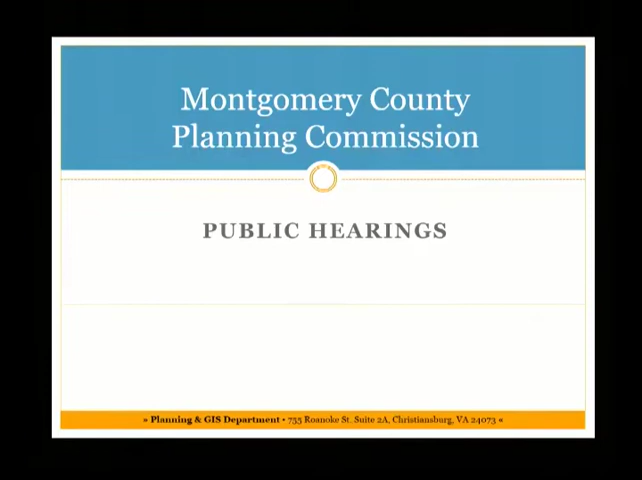 Montgomery County
Planning Commission
PUBLIC HEARINGS
» Planning & GIS Department • 755 Roanoke St. Suite 2A, Christiansburg, VA 24073 «